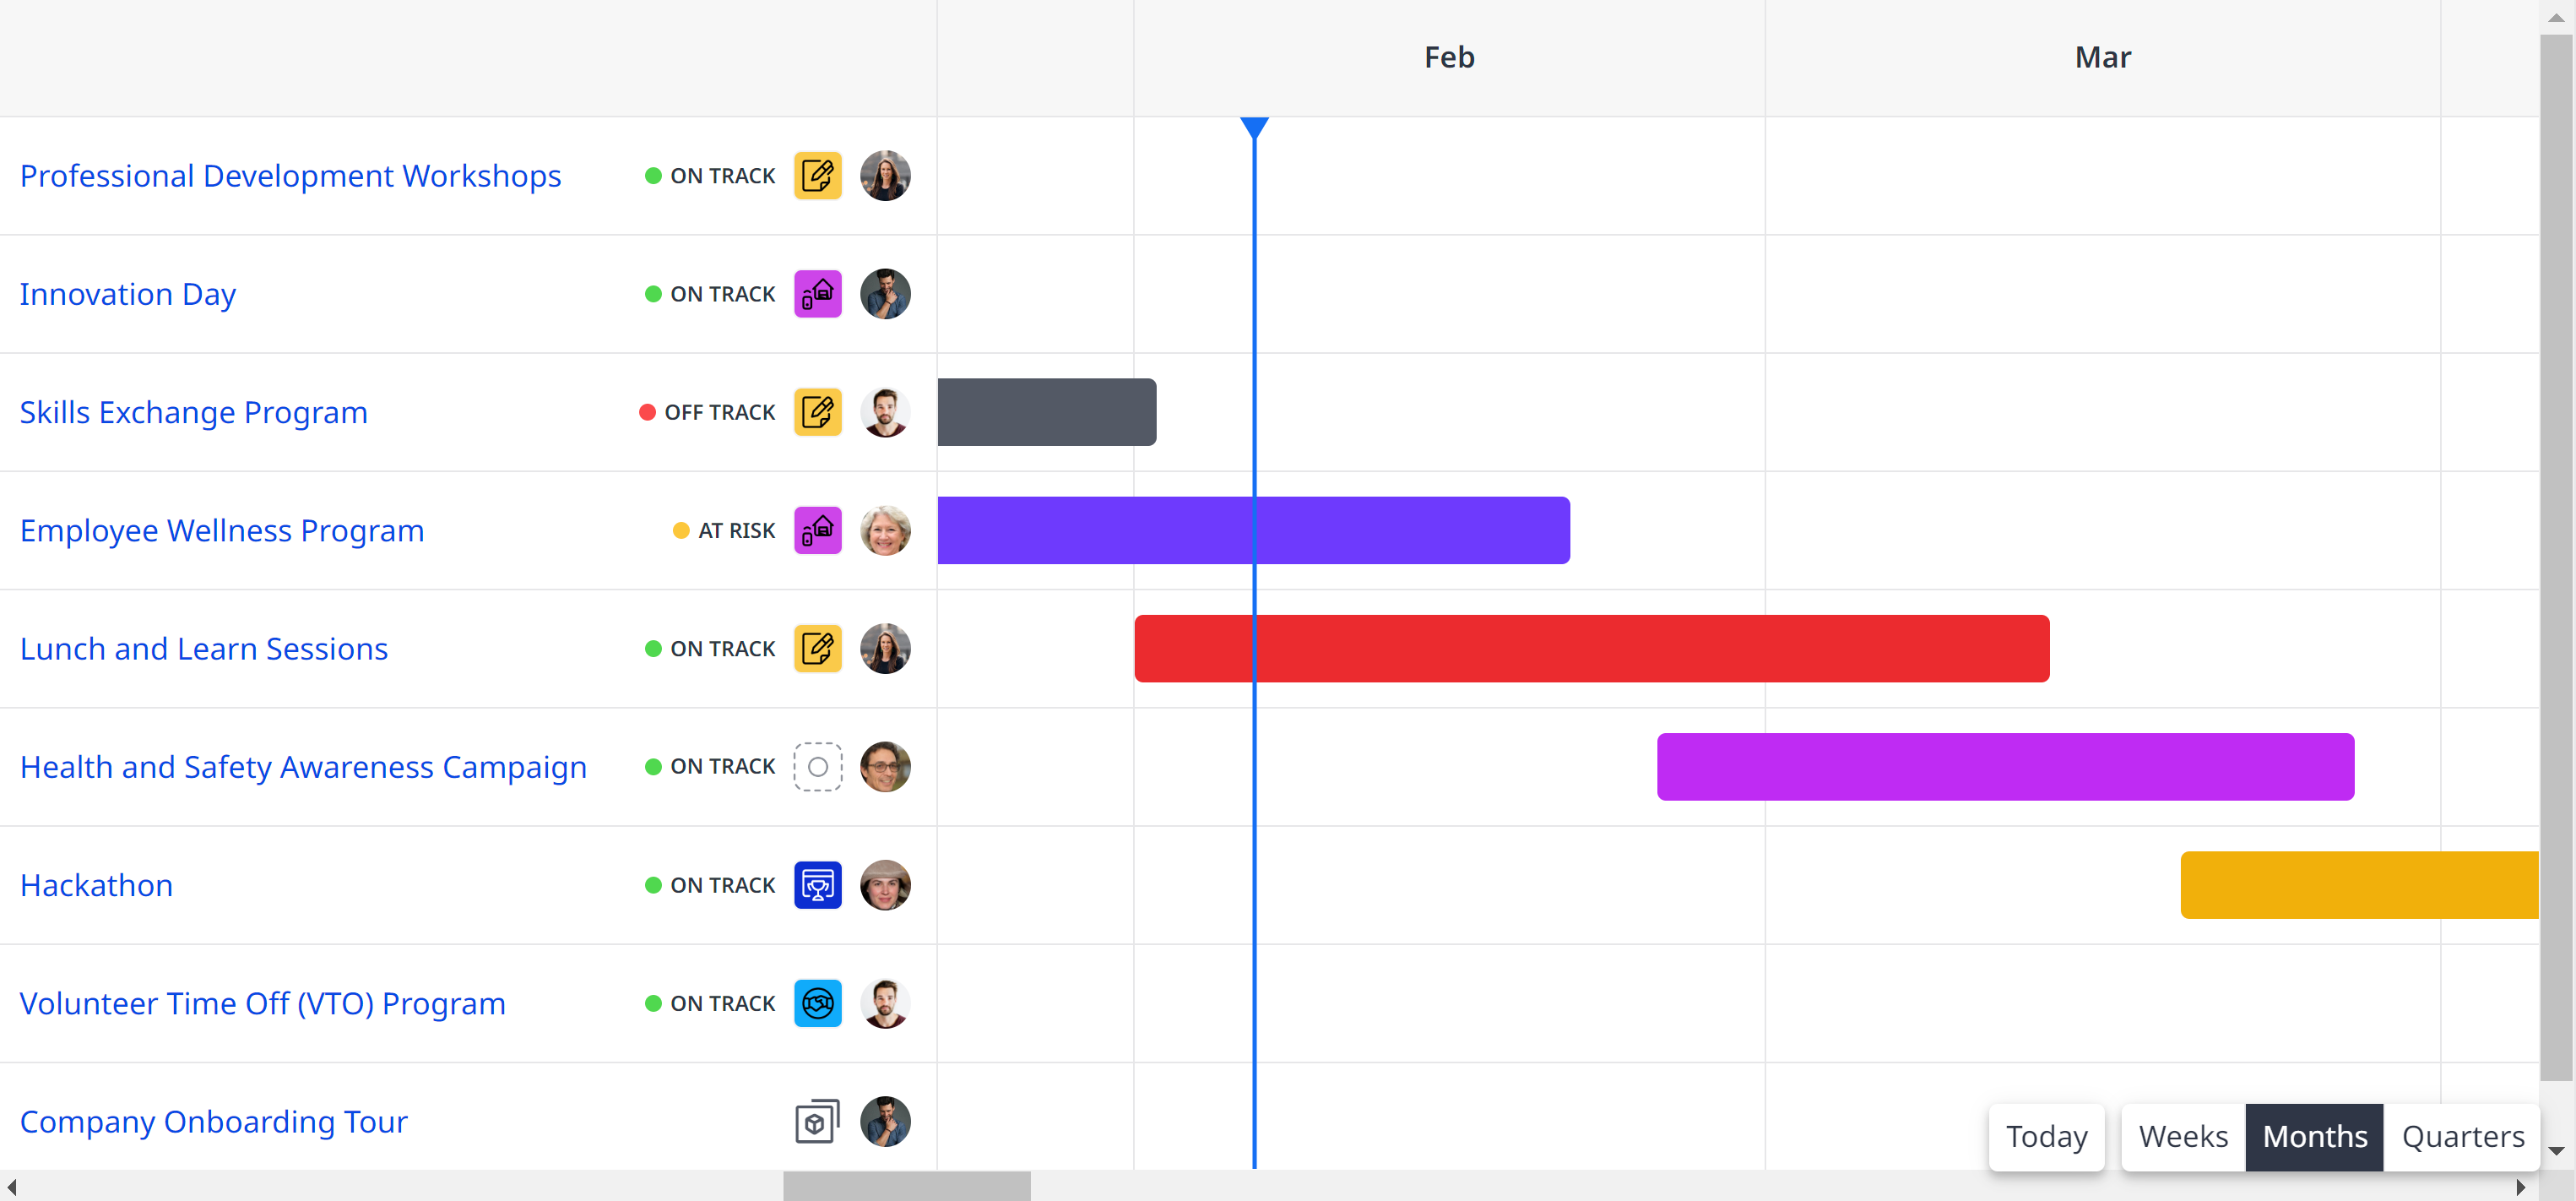 Feb Mar
Professional Development Workshops ON TRACK
Innovation Day ON TRACK
Skills Exchange Program OFF TRACK
Employee Wellness Program AT RISK
Lunch and Learn Sessions ON TRACK
Health and Safety Awareness Campaign ON TRACK
Hackathon ON TRACK
Volunteer Time Off (VTO) Program ON TRACK
Company Onboarding Tour
Today Weeks Months Quarters